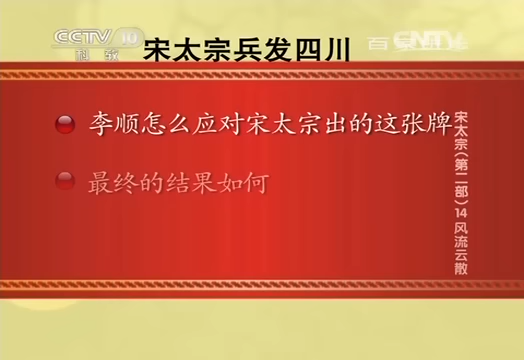 CCTV 10
科教
宋太宗兵发四川
CNTV
李顺怎么应对宋太宗出的这张牌
最终的结果如何
宋太宗（第二部）14 风流云散